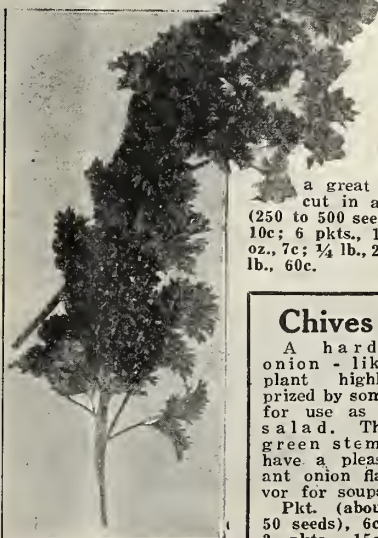 a great
cut in a
(250 to 500 see
10c; 6 pkts., 1
oz., 7c; ¼ lb., 2
lb., 60c.
Chives
A hard
onion - lik
plant highl
prized by som
for use as
salad. Th
green stem
have a pleas
ant onion fla
vor for soups
Pkt. (abou
50 seeds), 6c
15c